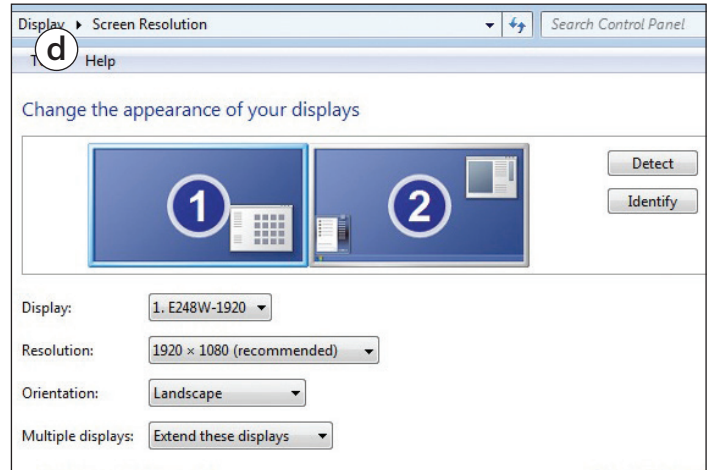 Display ▸ Screen Resolution Search Control Panel
d
T Help
Change the appearance of your displays
1 2
Detect
Identify
Display: 1. E248W-1920
Resolution: 1920 × 1080 (recommended)
Orientation: Landscape
Multiple displays: Extend these displays